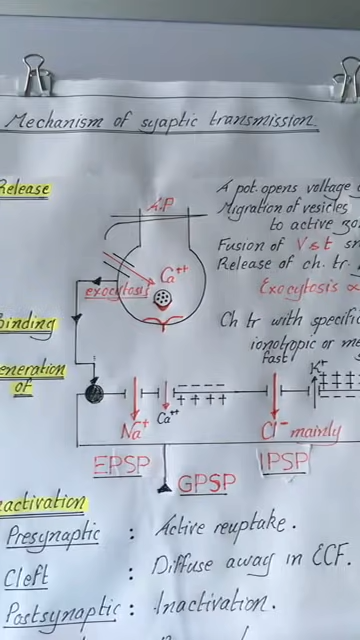 Mechanism of syaptic transmission.
Release
A.P
A pot. opens voltage
Migration of vesicles
to active
Fusion of V & t
Release of ch. tr.
Exocytosis ∝
Ca++
exocytosis
Binding
Ch tr with specific
ionotropic or
fast
Generation
of
Na+
Ca++
Cl- mainly
K+
EPSP
GPSP
IPSP
Inactivation
Presynaptic : Active reuptake.
Cleft : Diffuse away in ECF.
Postsynaptic : Inactivation.